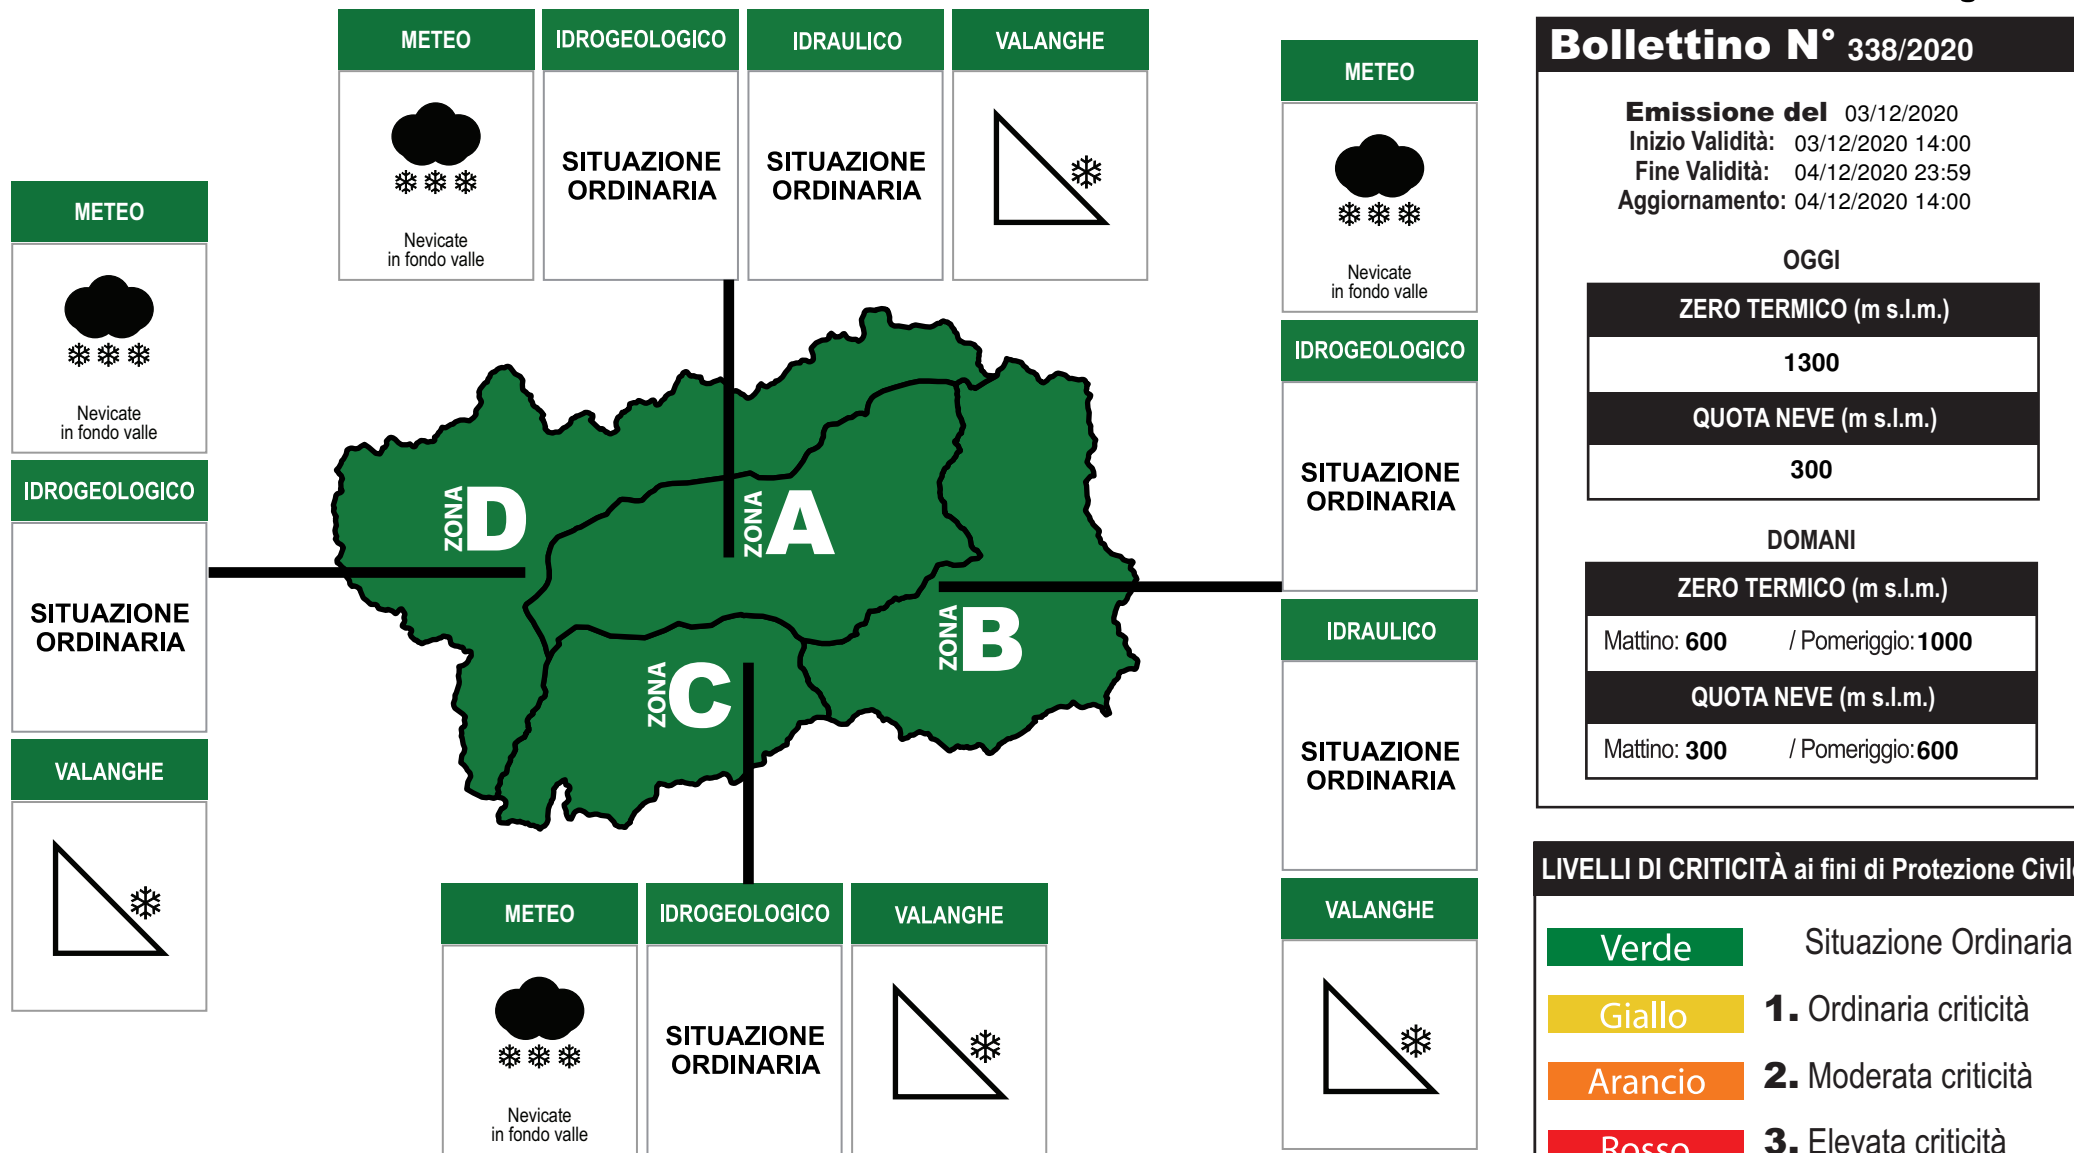 METEO
IDROGEOLOGICO
IDRAULICO
VALANGHE
Nevicate
in fondo valle
SITUAZIONE
ORDINARIA
SITUAZIONE
ORDINARIA
METEO
Nevicate
in fondo valle
IDROGEOLOGICO
SITUAZIONE
ORDINARIA
VALANGHE
METEO
Nevicate
in fondo valle
IDROGEOLOGICO
SITUAZIONE
ORDINARIA
IDRAULICO
SITUAZIONE
ORDINARIA
VALANGHE
ZONA D
ZONA A
ZONA B
ZONA C
METEO
IDROGEOLOGICO
VALANGHE
Nevicate
in fondo valle
SITUAZIONE
ORDINARIA
Bollettino N° 338/2020
Emissione del 03/12/2020
Inizio Validità: 03/12/2020 14:00
Fine Validità: 04/12/2020 23:59
Aggiornamento: 04/12/2020 14:00
OGGI
ZERO TERMICO (m s.l.m.)
1300
QUOTA NEVE (m s.l.m.)
300
DOMANI
ZERO TERMICO (m s.l.m.)
Mattino: 600 / Pomeriggio: 1000
QUOTA NEVE (m s.l.m.)
Mattino: 300 / Pomeriggio: 600
LIVELLI DI CRITICITÀ ai fini di Protezione Civile
Verde Situazione Ordinaria
Giallo 1. Ordinaria criticità
Arancio 2. Moderata criticità
Rosso 3. Elevata criticità